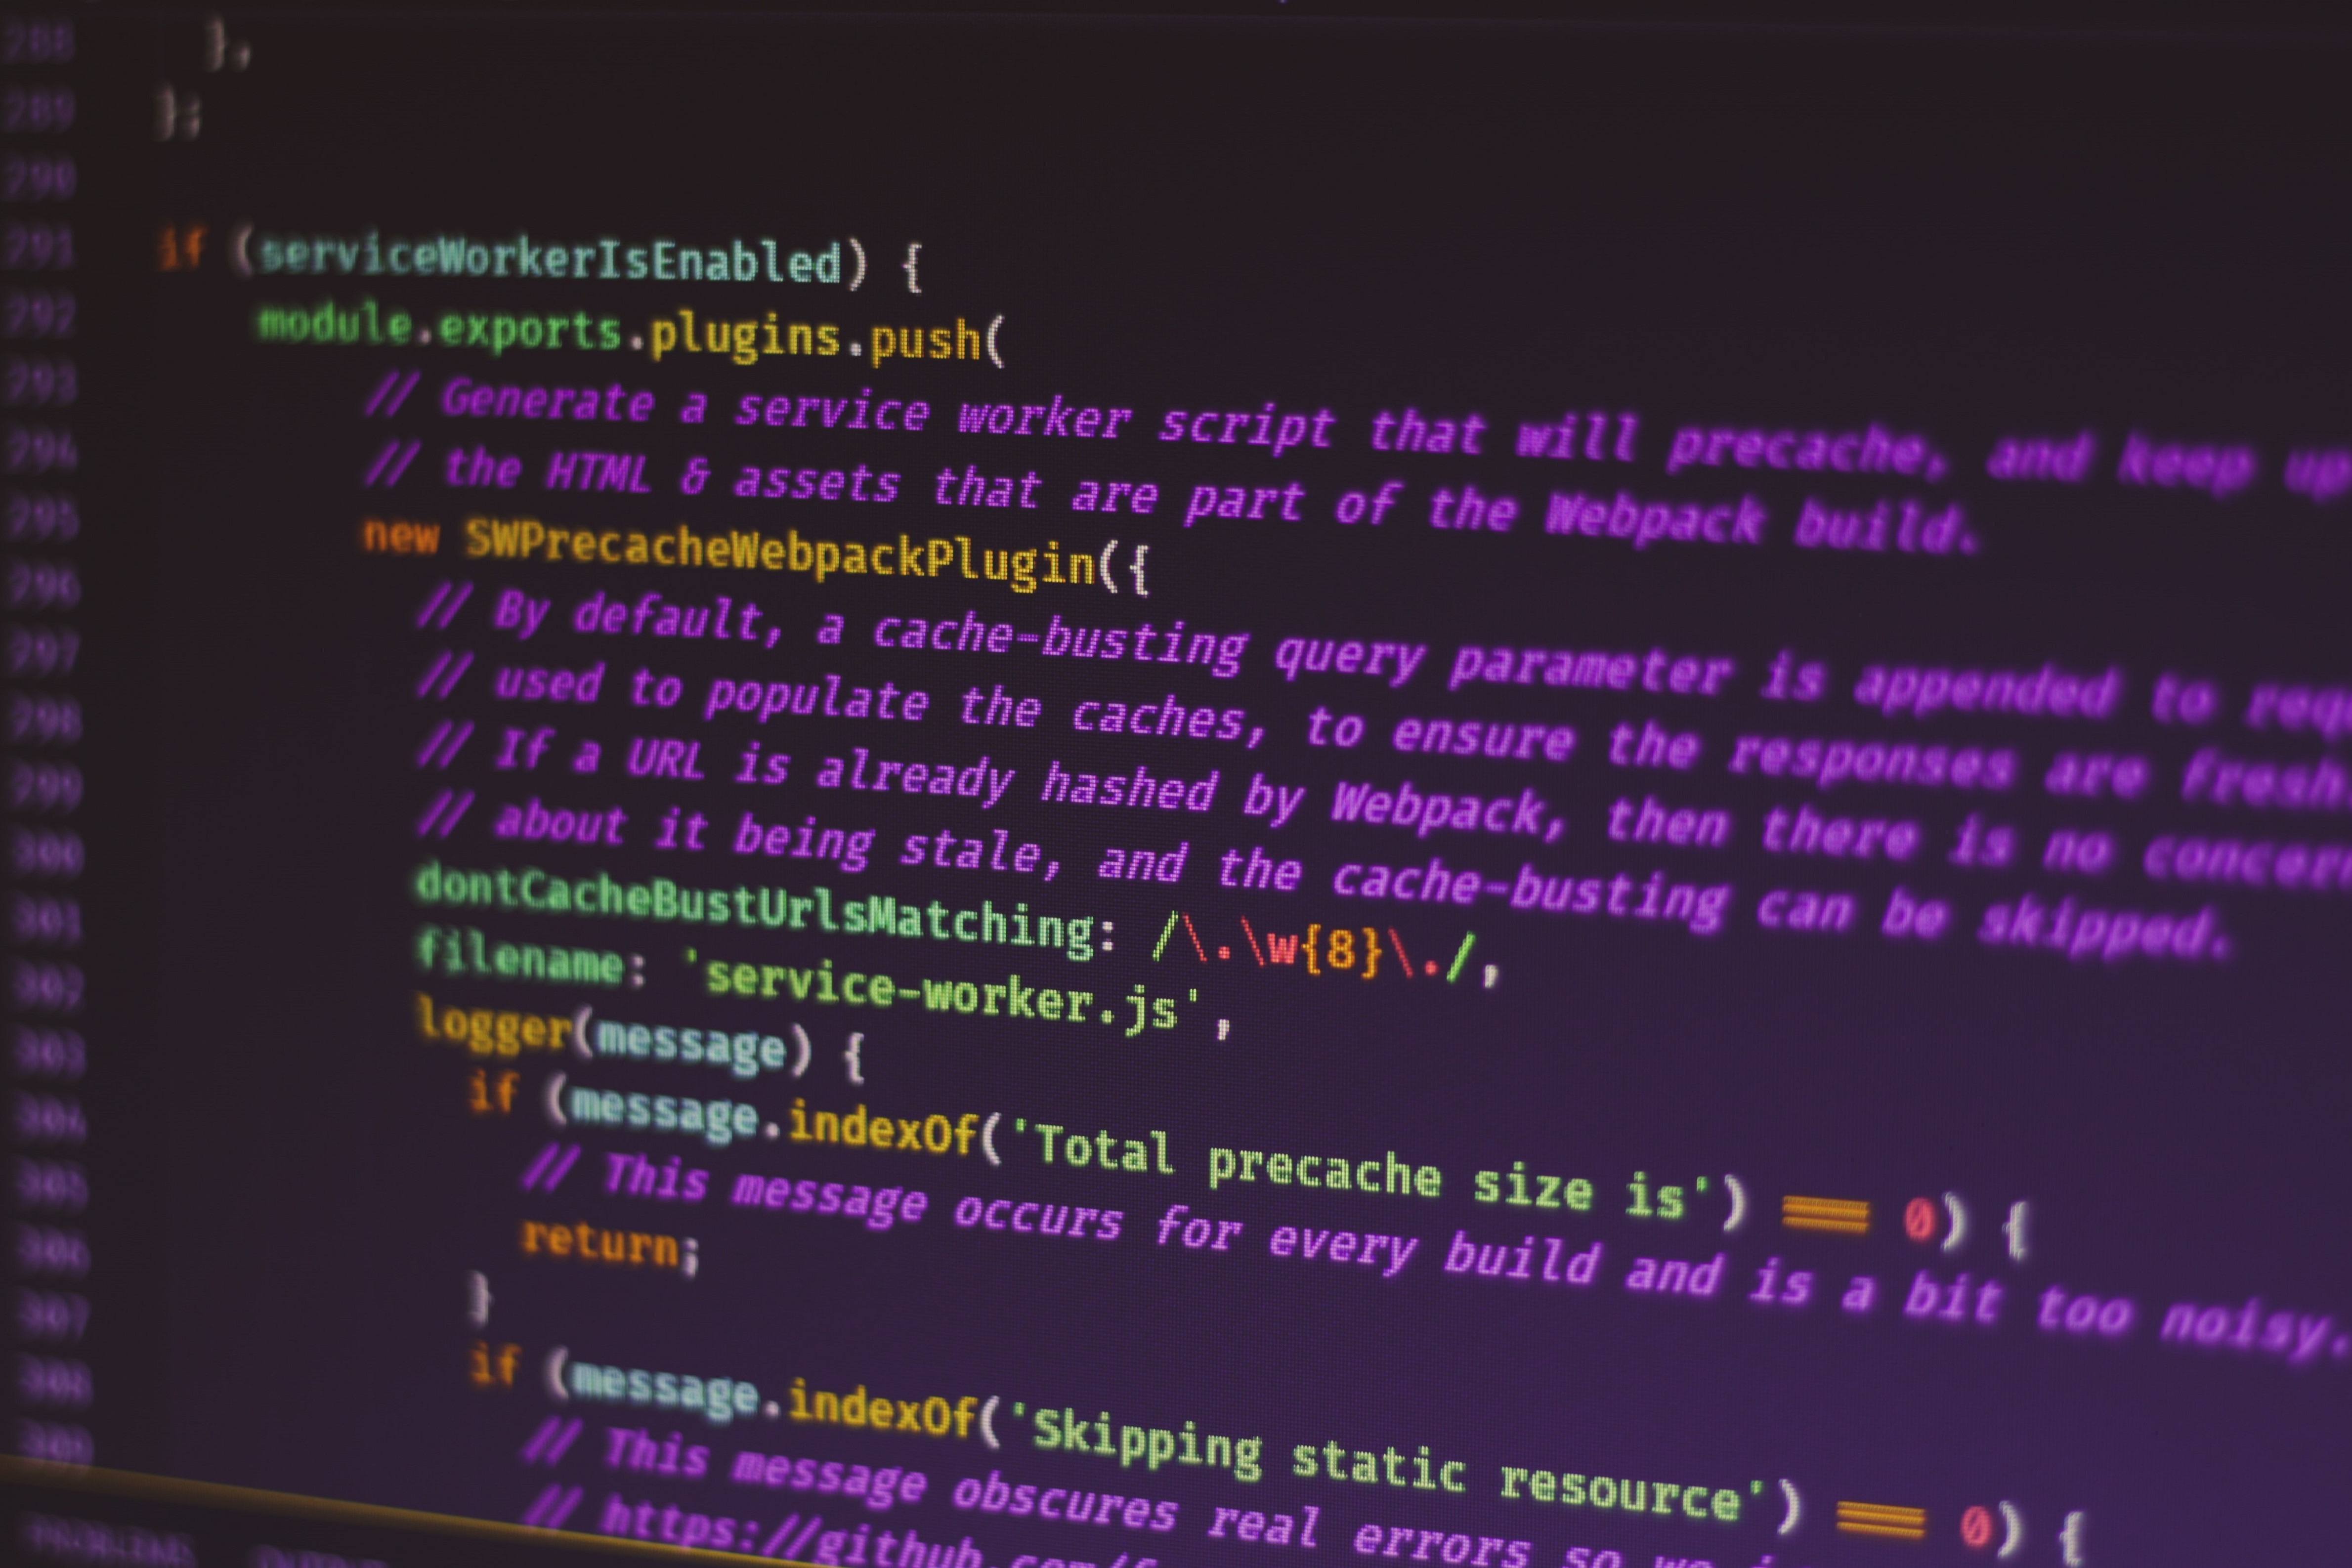 288 },
289 };
290
291 if (serviceWorkerIsEnabled) {
292 module.exports.plugins.push(
293 // Generate a service worker script that will precache, and keep up
294 // the HTML & assets that are part of the Webpack build.
295 new SWPrecacheWebpackPlugin({
296 // By default, a cache-busting query parameter is appended to req
297 // used to populate the caches, to ensure the responses are fresh
298 // If a URL is already hashed by Webpack, then there is no concern
299 // about it being stale, and the cache-busting can be skipped.
300 dontCacheBustUrlsMatching: /\.\w{8}\./,
301 filename: 'service-worker.js',
302 logger(message) {
303 if (message.indexOf('Total precache size is') === 0) {
304 // This message occurs for every build and is a bit too noisy.
305 return;
306 }
307 if (message.indexOf('Skipping static resource') === 0) {
308 // This message obscures real errors so we i
309 // https://github.com/f
PROBLEMS OUTPUT